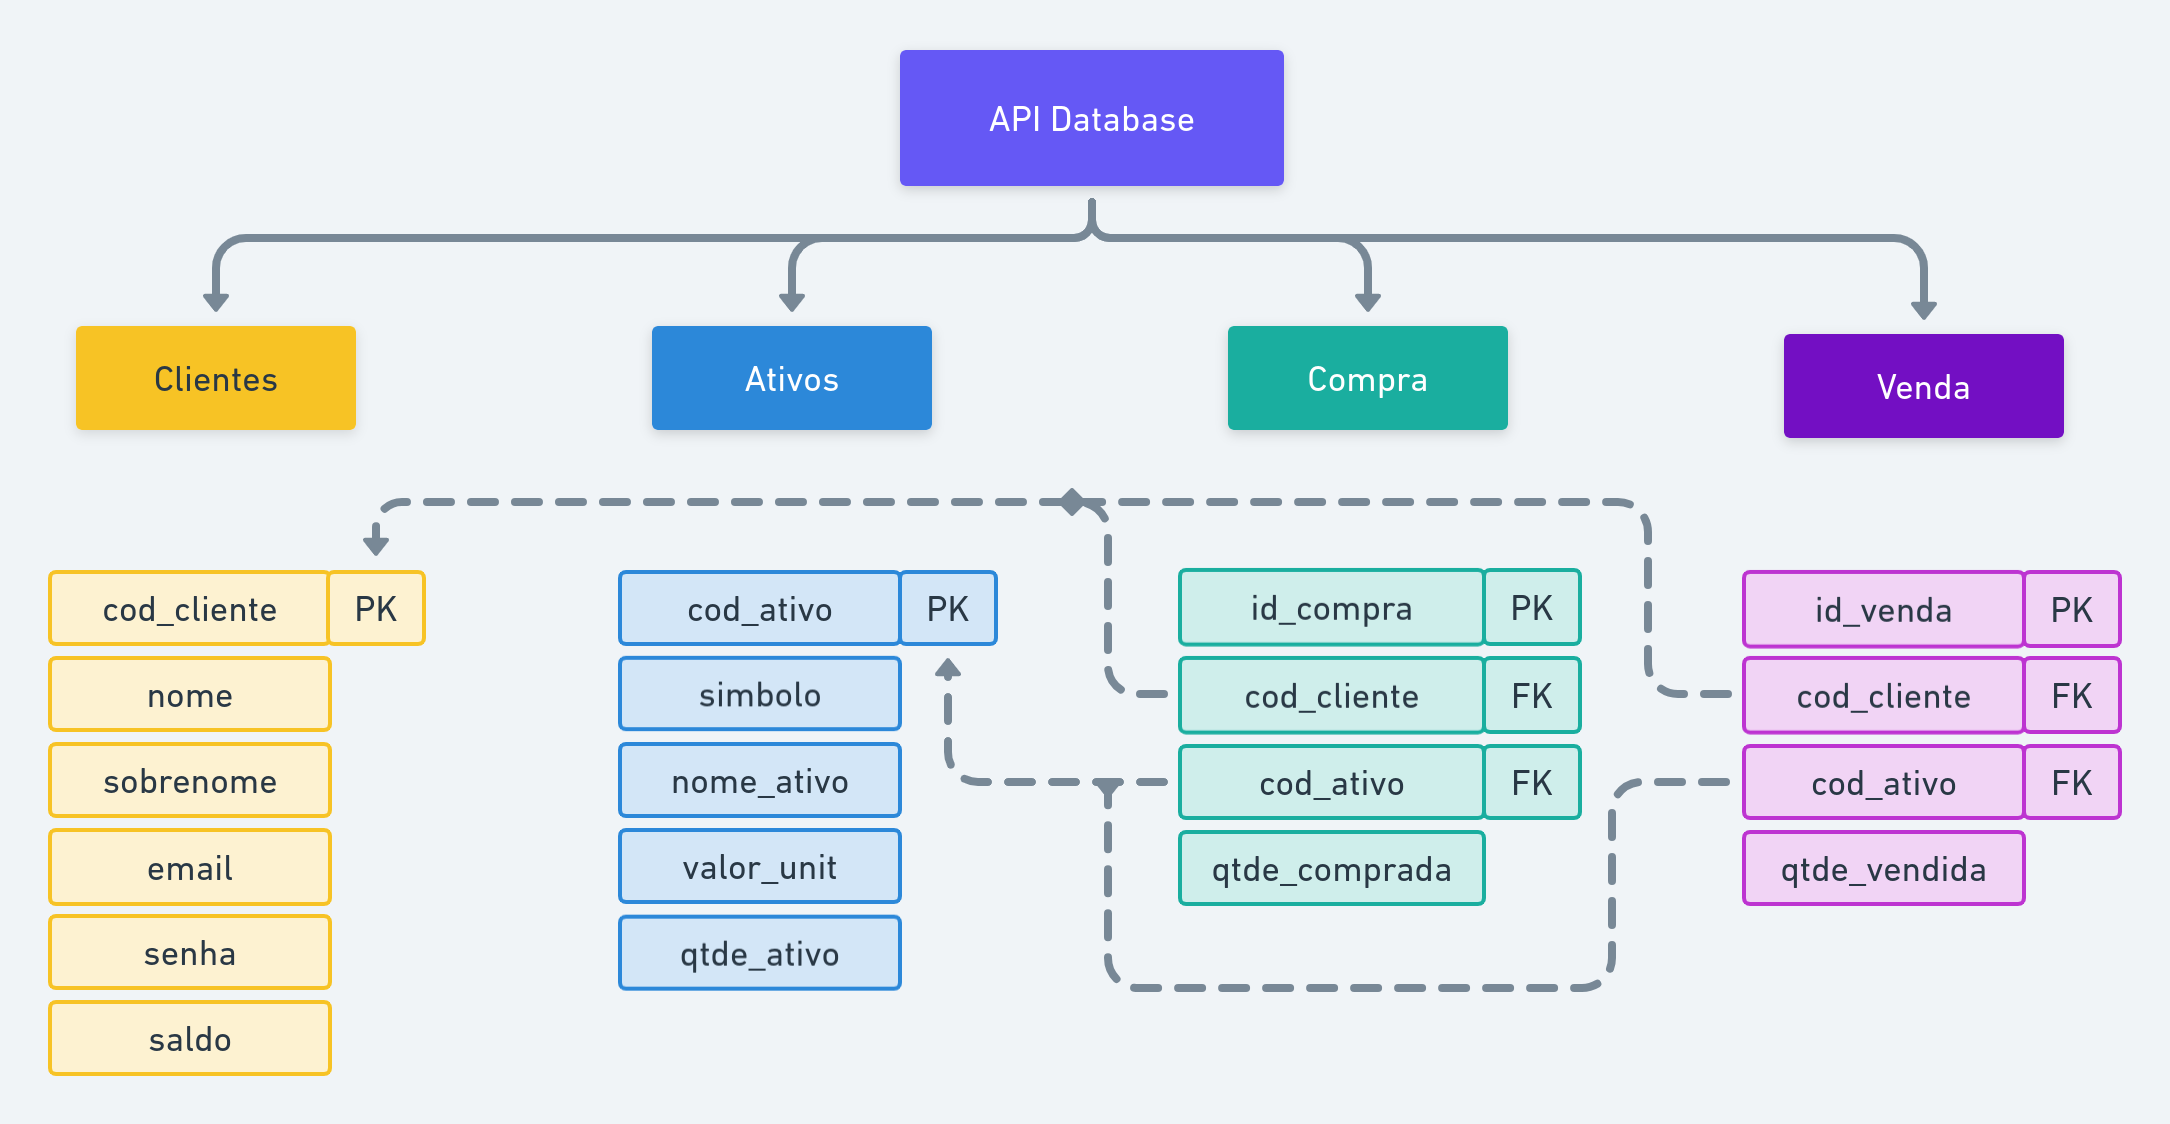 API Database
Clientes
Ativos
Compra
Venda
cod_cliente PK
nome
sobrenome
email
senha
saldo
cod_ativo PK
simbolo
nome_ativo
valor_unit
qtde_ativo
id_compra PK
cod_cliente FK
cod_ativo FK
qtde_comprada
id_venda PK
cod_cliente FK
cod_ativo FK
qtde_vendida